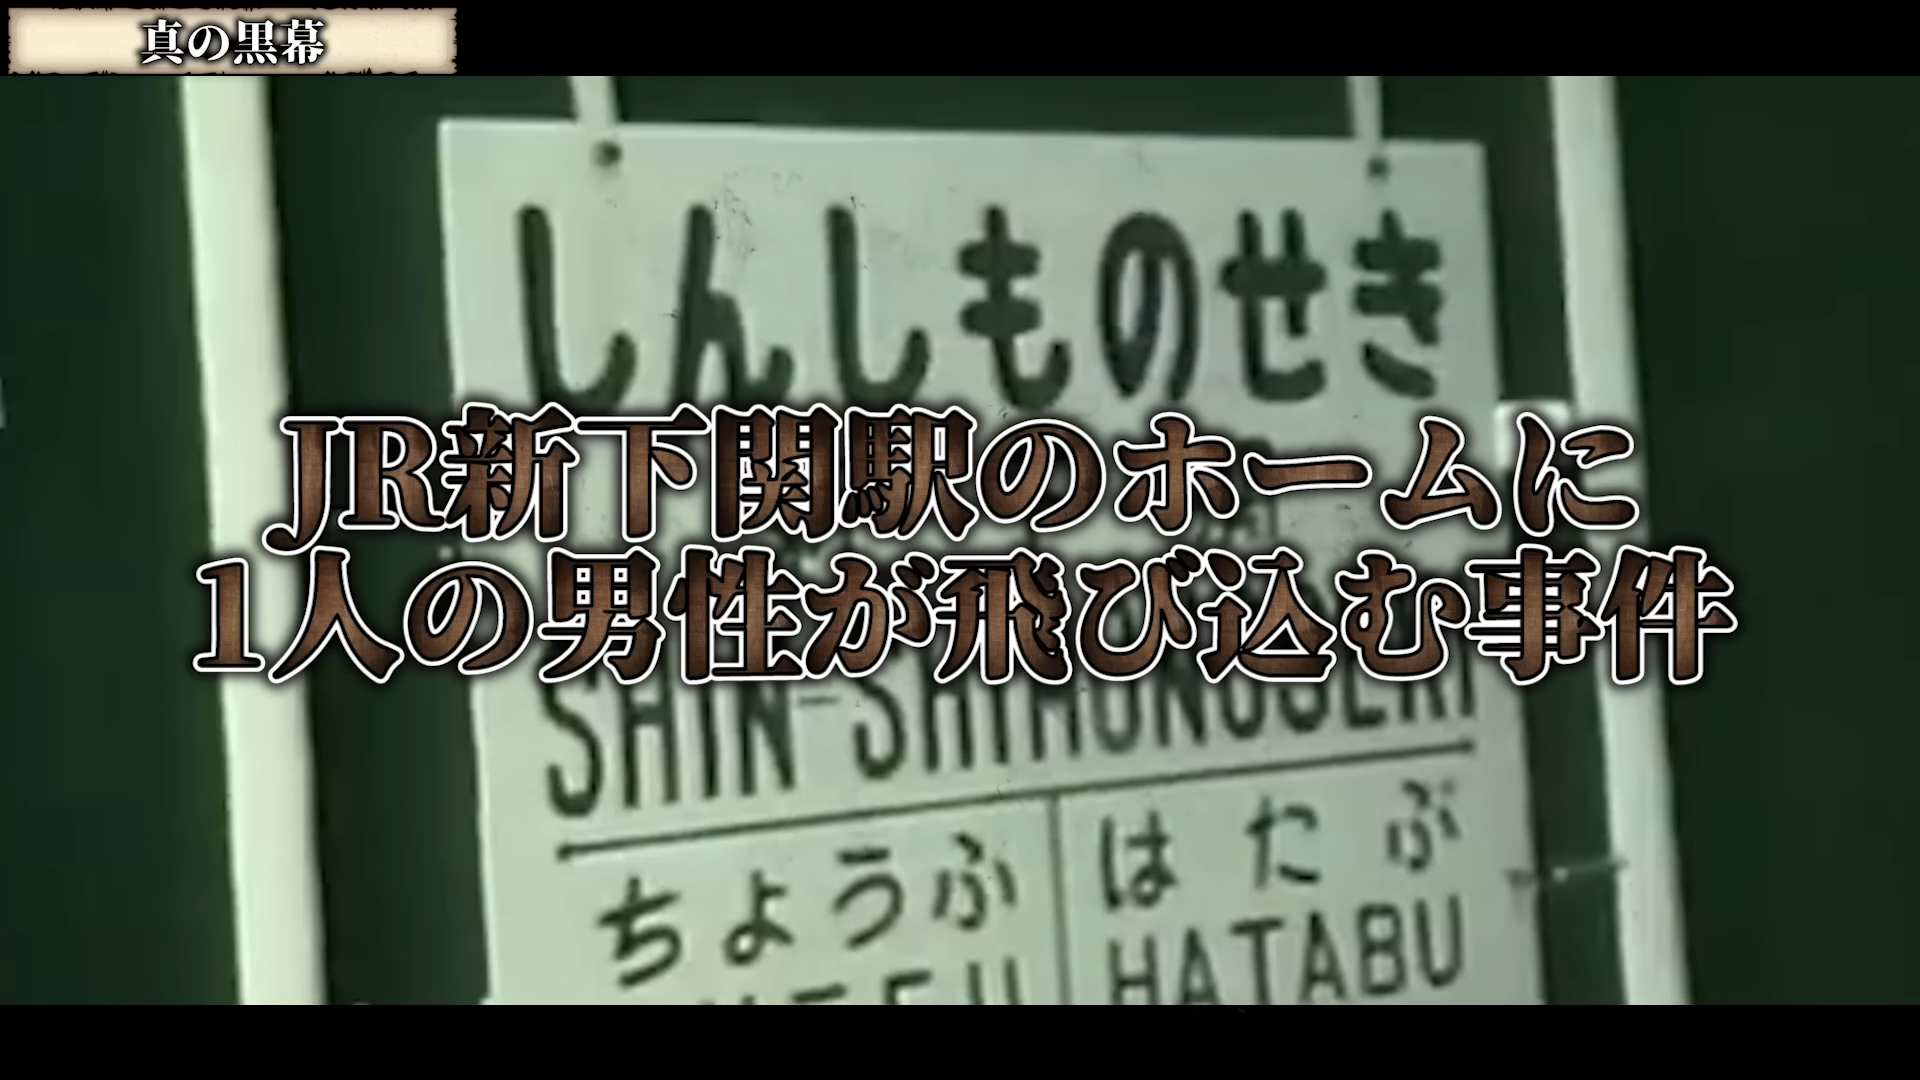 真の黒幕
しんしものせき
JR新下関駅のホームに
1人の男性が飛び込む事件
SHIN-SHIMONOSEKI
ちょうふ はたぶ
HATABU